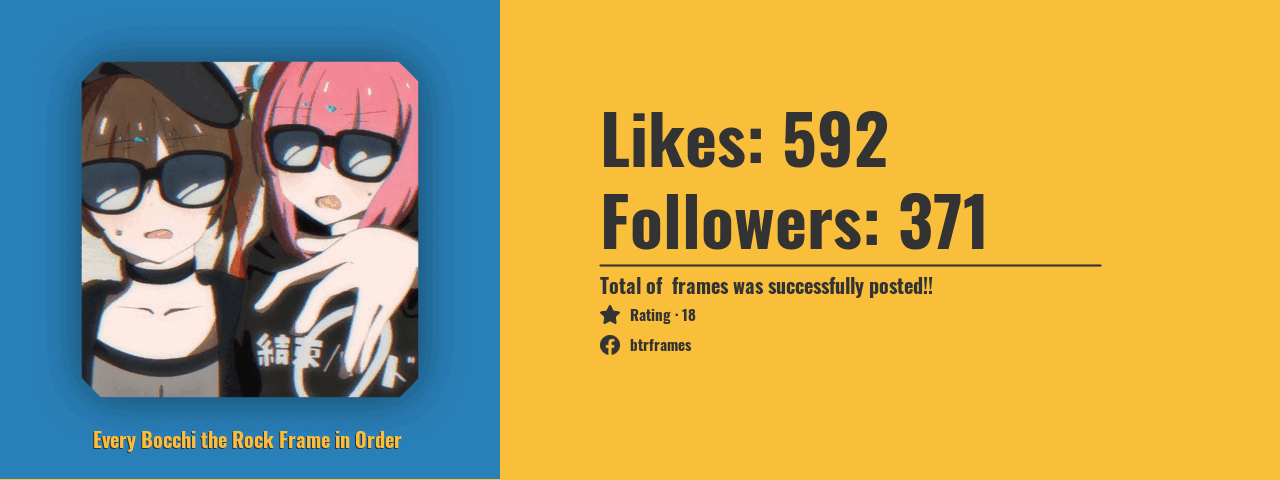 結束バンド
Every Bocchi the Rock Frame in Order
Likes: 592
Followers: 371
Total of  frames was successfully posted!!
Rating · 18
btrframes